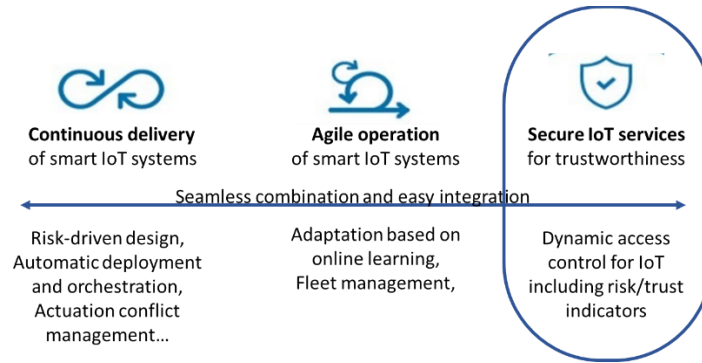 Continuous delivery
of smart IoT systems
Agile operation
of smart IoT systems
Secure IoT services
for trustworthiness
Seamless combination and easy integration
Risk-driven design,
Automatic deployment
and orchestration,
Actuation conflict
management…
Adaptation based on
online learning,
Fleet management,
Dynamic access
control for IoT
including risk/trust
indicators